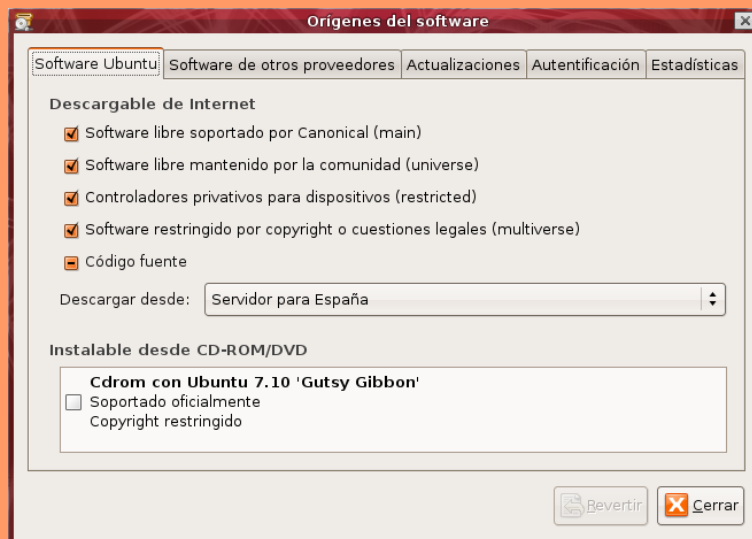 Orígenes del software
Software Ubuntu Software de otros proveedores Actualizaciones Autentificación Estadísticas
Descargable de Internet
Software libre soportado por Canonical (main)
Software libre mantenido por la comunidad (universe)
Controladores privativos para dispositivos (restricted)
Software restringido por copyright o cuestiones legales (multiverse)
Código fuente
Descargar desde: Servidor para España
Instalable desde CD-ROM/DVD
Cdrom con Ubuntu 7.10 'Gutsy Gibbon'
Soportado oficialmente
Copyright restringido
Revertir Cerrar